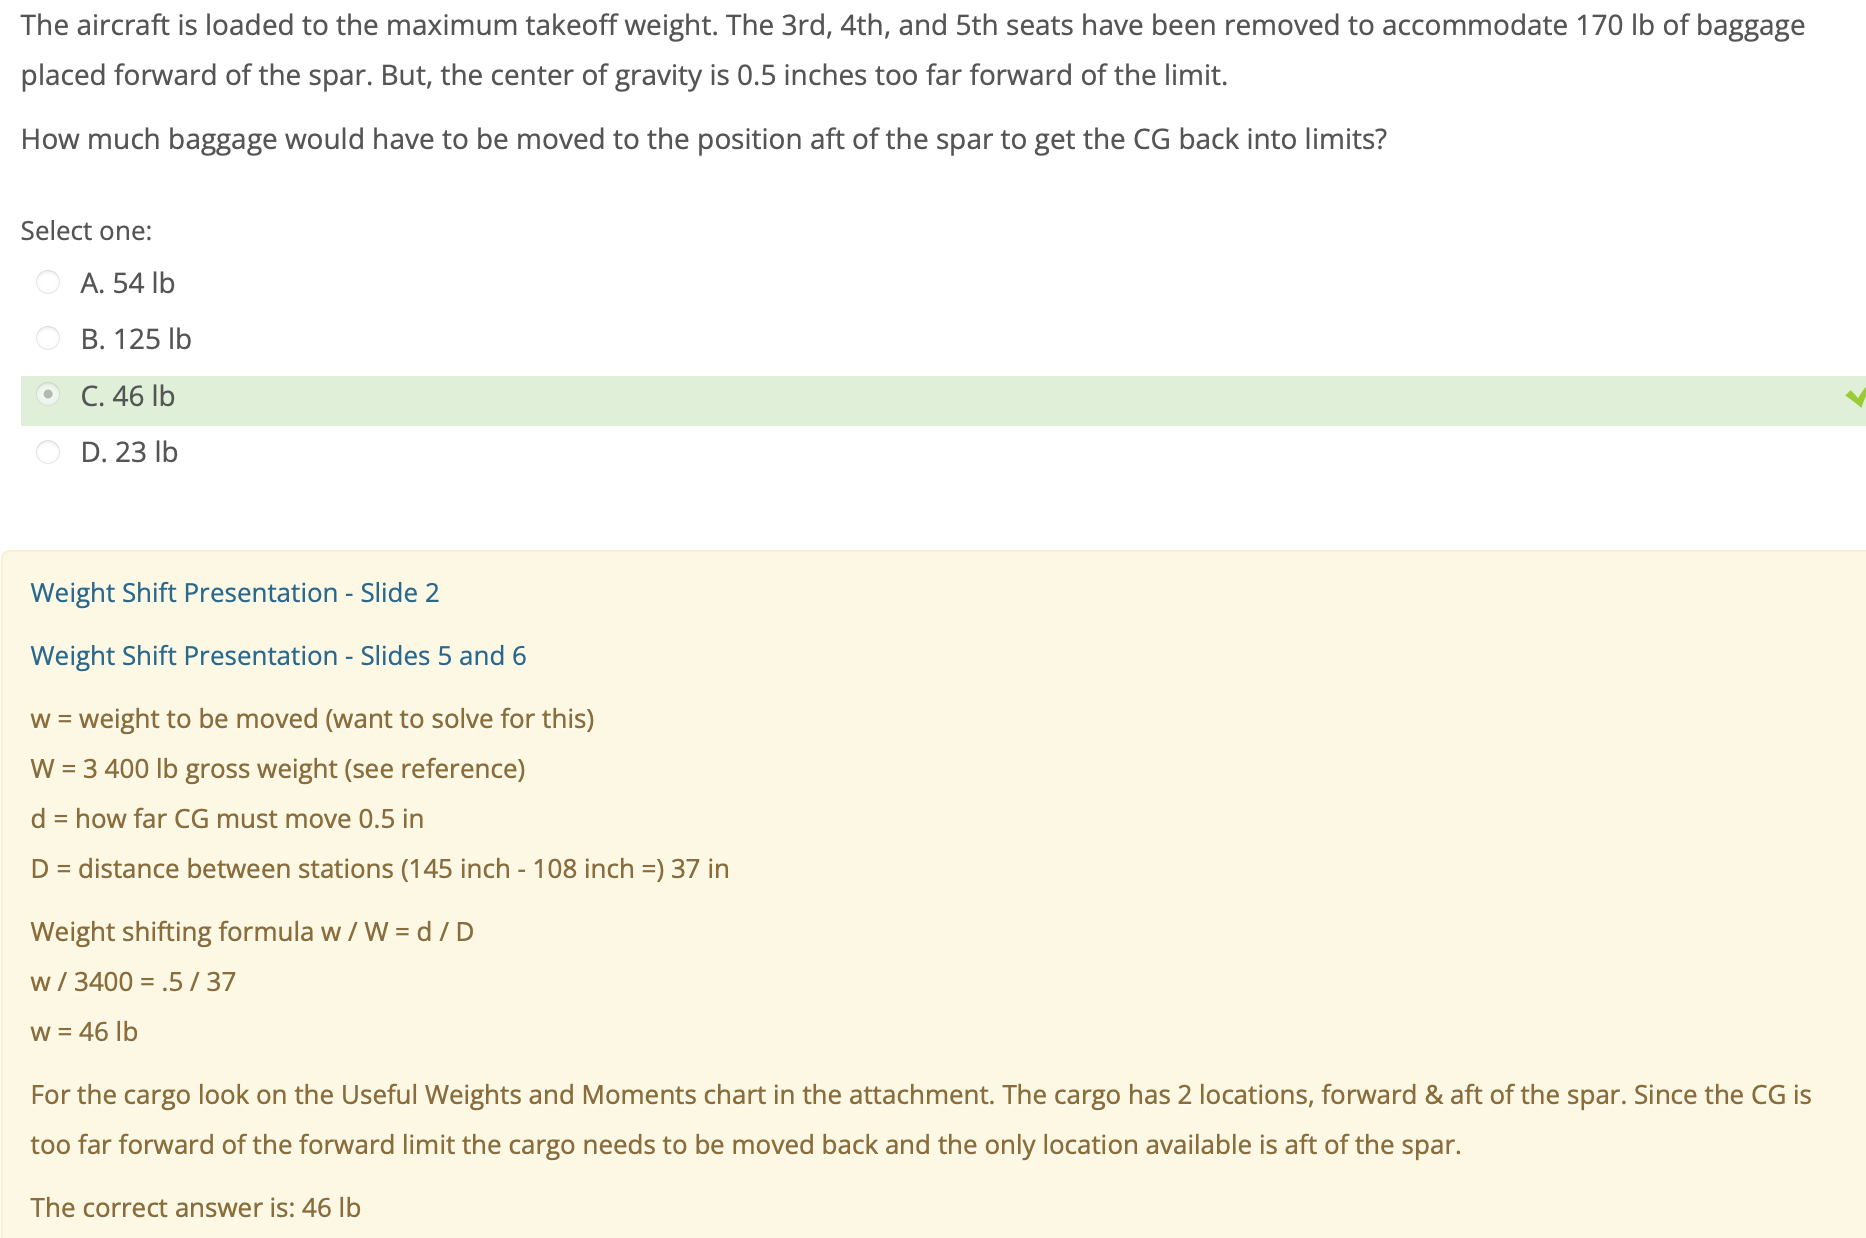 The aircraft is loaded to the maximum takeoff weight. The 3rd, 4th, and 5th seats have been removed to accommodate 170 lb of baggage
placed forward of the spar. But, the center of gravity is 0.5 inches too far forward of the limit.
How much baggage would have to be moved to the position aft of the spar to get the CG back into limits?
Select one:
A. 54 lb
B. 125 lb
C. 46 lb
D. 23 lb
Weight Shift Presentation - Slide 2
Weight Shift Presentation - Slides 5 and 6
w = weight to be moved (want to solve for this)
W = 3 400 lb gross weight (see reference)
d = how far CG must move 0.5 in
D = distance between stations (145 inch - 108 inch =) 37 in
Weight shifting formula w / W = d / D
w / 3400 = .5 / 37
w = 46 lb
For the cargo look on the Useful Weights and Moments chart in the attachment. The cargo has 2 locations, forward & aft of the spar. Since the CG is
too far forward of the forward limit the cargo needs to be moved back and the only location available is aft of the spar.
The correct answer is: 46 lb